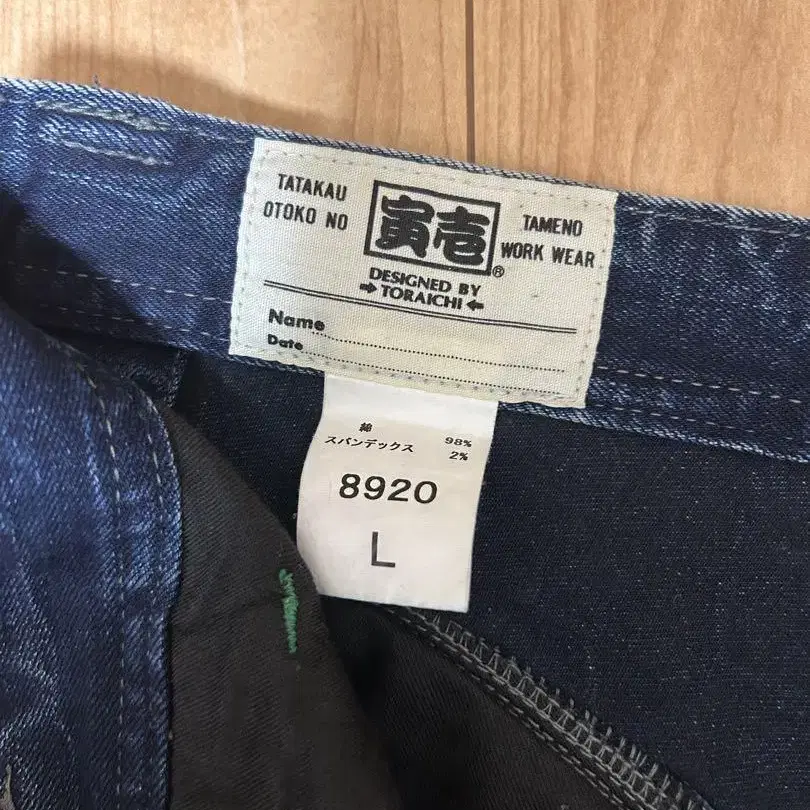 TATAKAU
OTOKO NO
寅壱
®
TAMENO
WORK WEAR
DESIGNED BY
→TORAICHI←
Name
Date
綿 98%
スパンデックス 2%
8920
L